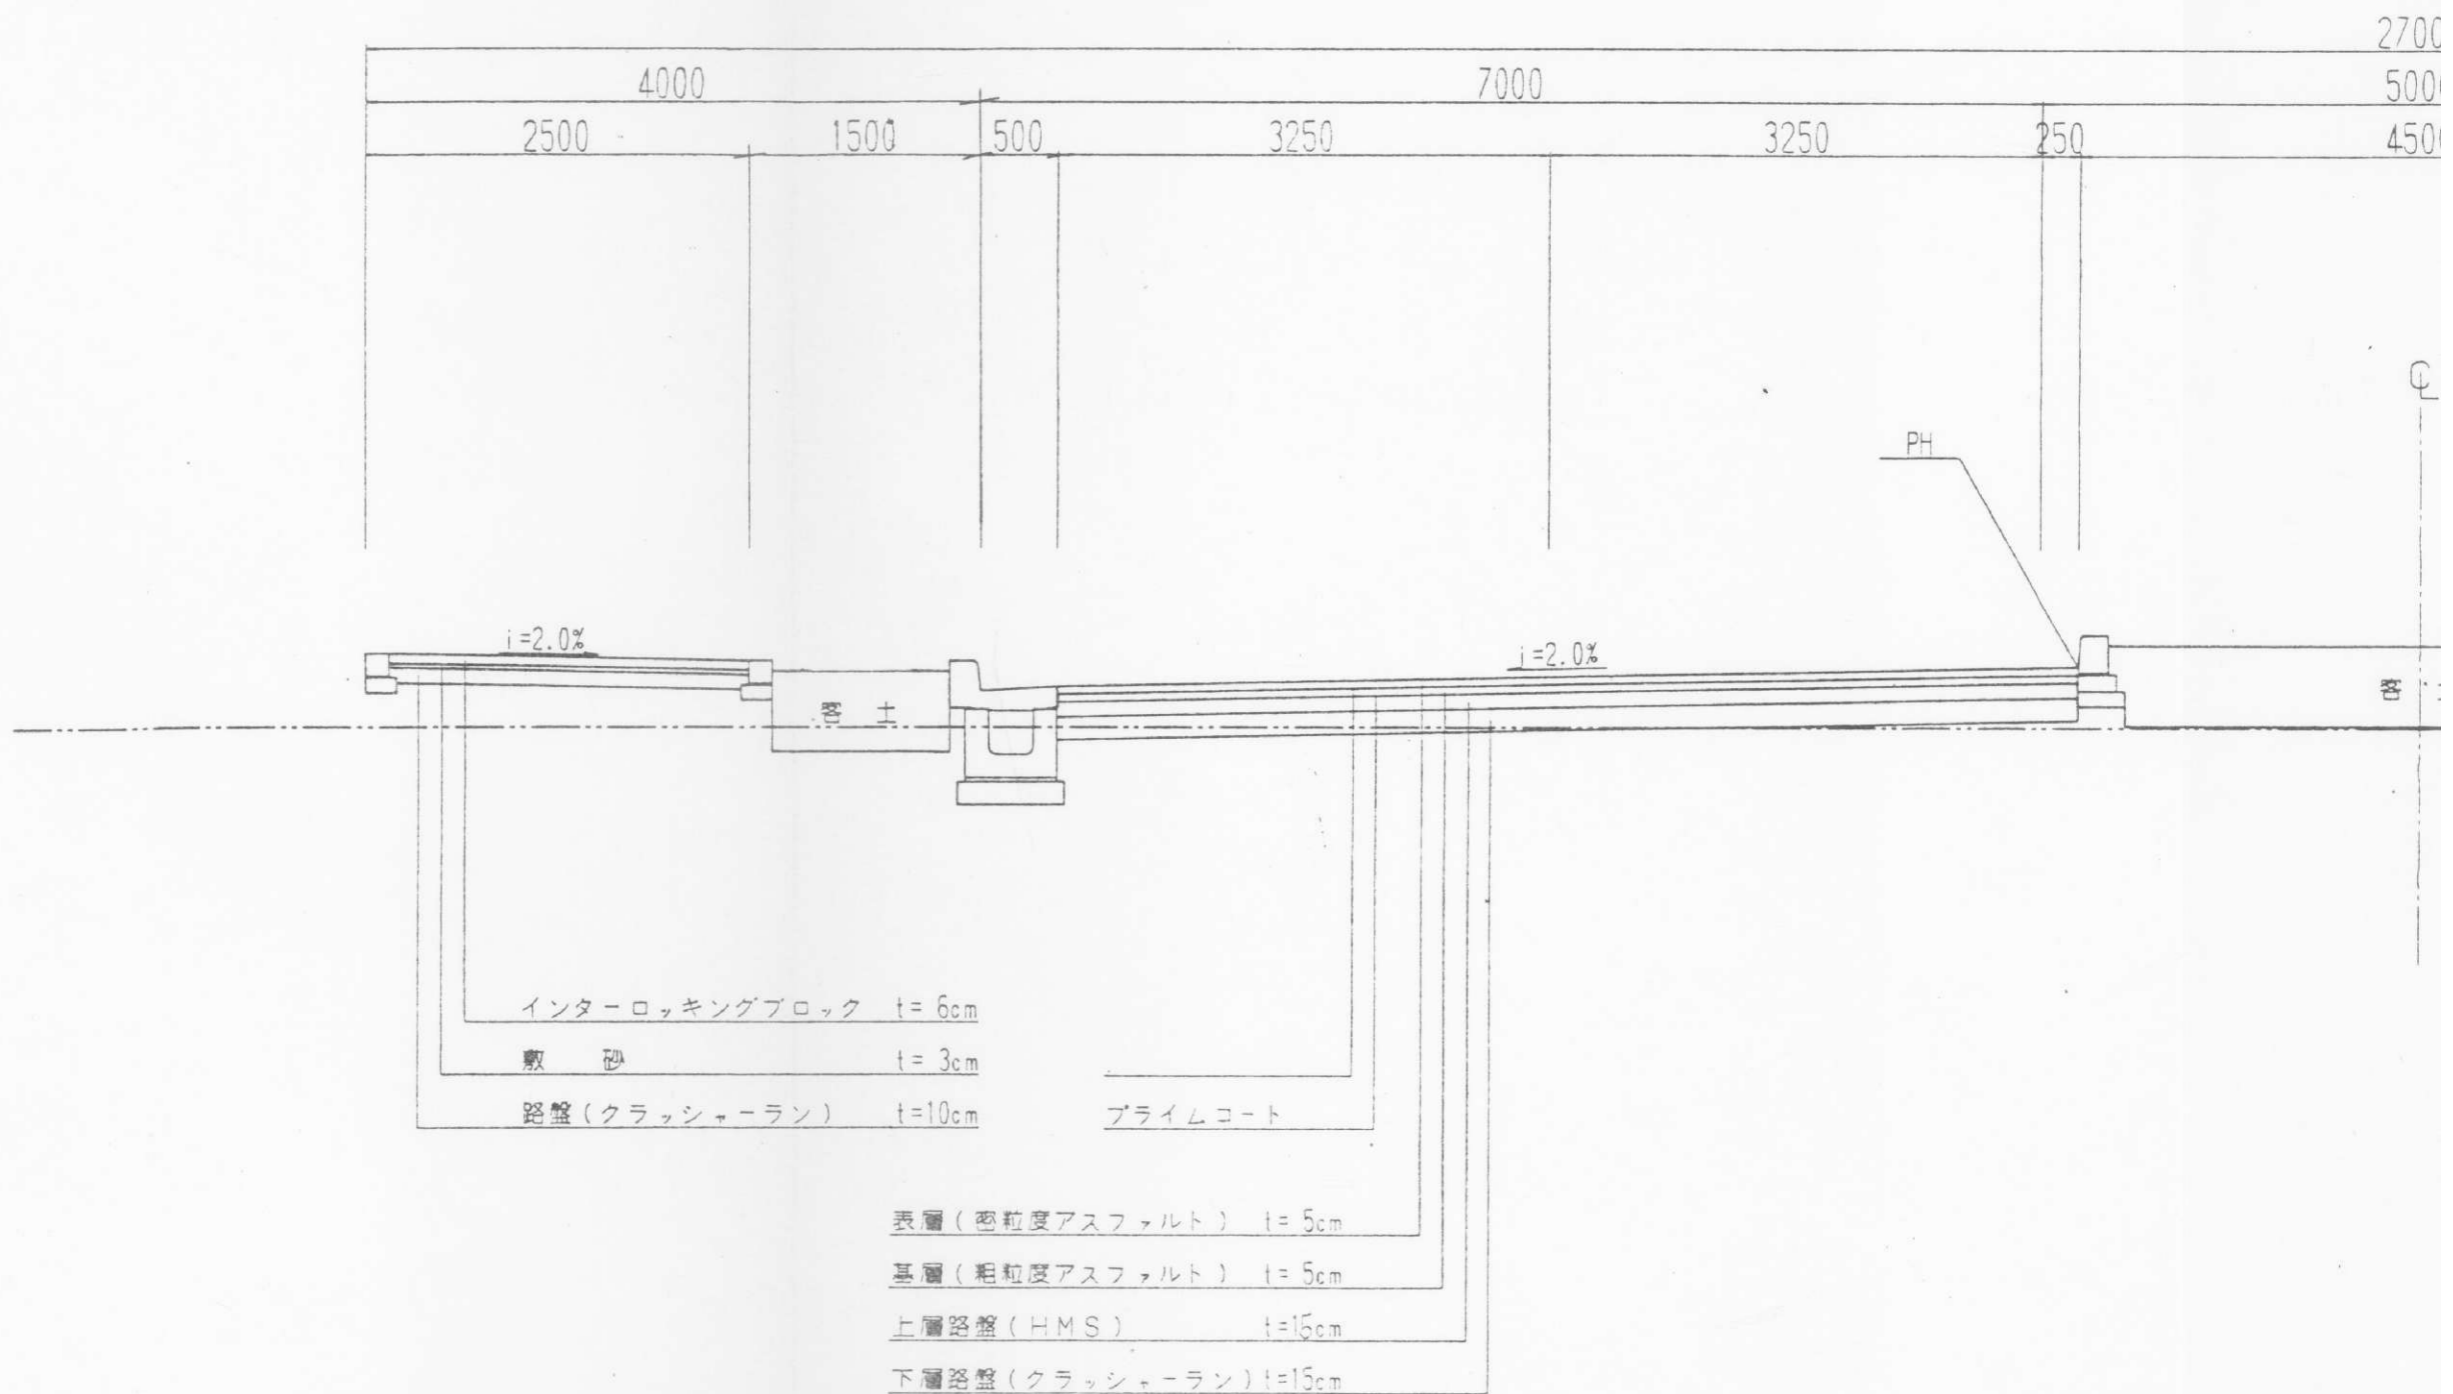 2700
4000 7000 5000
2500 1500 500 3250 3250 250 4500
℄
PH
i=2.0%
i=2.0%
客 土
客
インターロッキングブロック t= 6cm
敷 砂 t= 3cm
路盤(クラッシャーラン) t=10cm
プライムコート
表層(密粒度アスファルト) t= 5cm
基層(粗粒度アスファルト) t= 5cm
上層路盤(HMS) t=15cm
下層路盤(クラッシャーラン) t=15cm